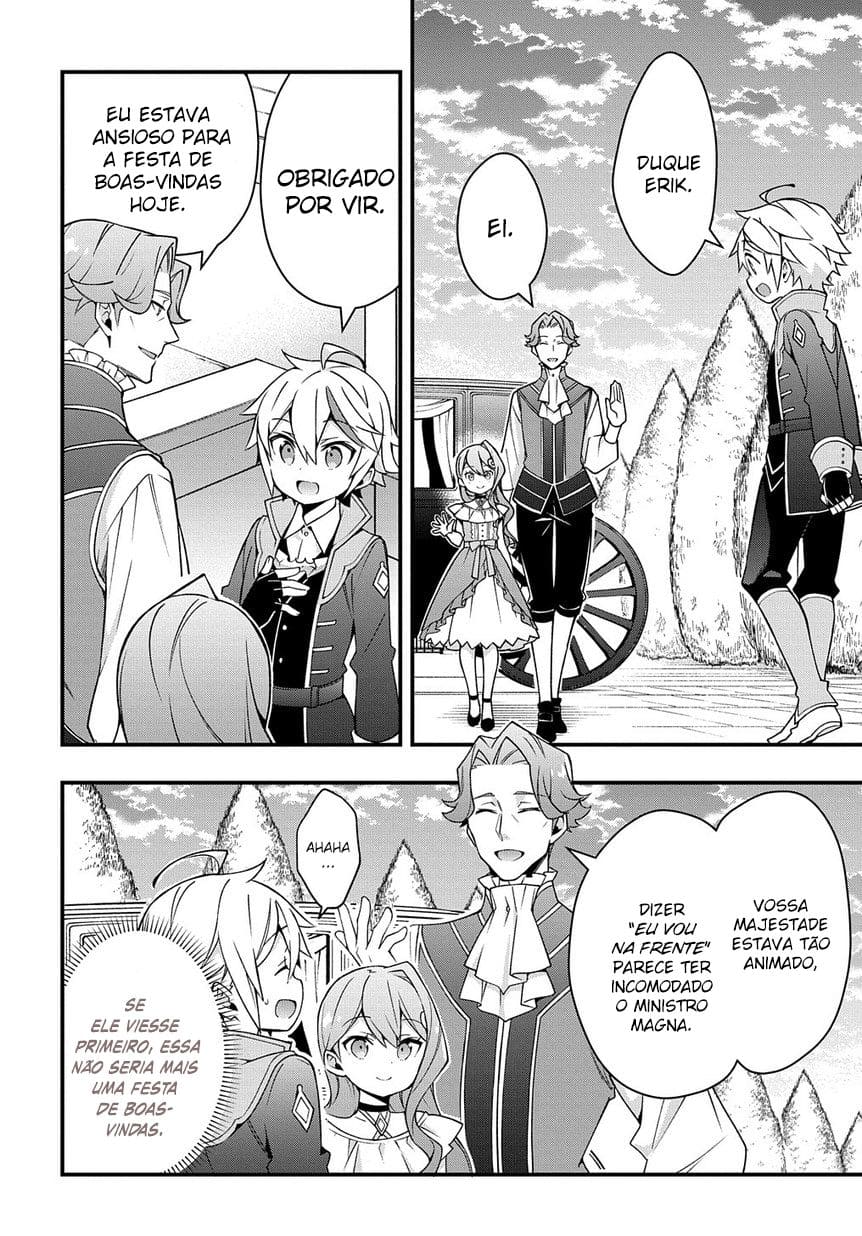 DUQUE
ERIK.
EI.
OBRIGADO
POR VIR.
EU ESTAVA
ANSIOSO PARA
A FESTA DE
BOAS-VINDAS
HOJE.
VOSSA
MAJESTADE
ESTAVA TÃO
ANIMADO,
DIZER
"EU VOU
NA FRENTE"
PARECE TER
INCOMODADO
O MINISTRO
MAGNA.
AHAHA
...
SE
ELE VIESSE
PRIMEIRO, ESSA
NÃO SERIA MAIS
UMA FESTA
DE BOAS-
VINDAS.